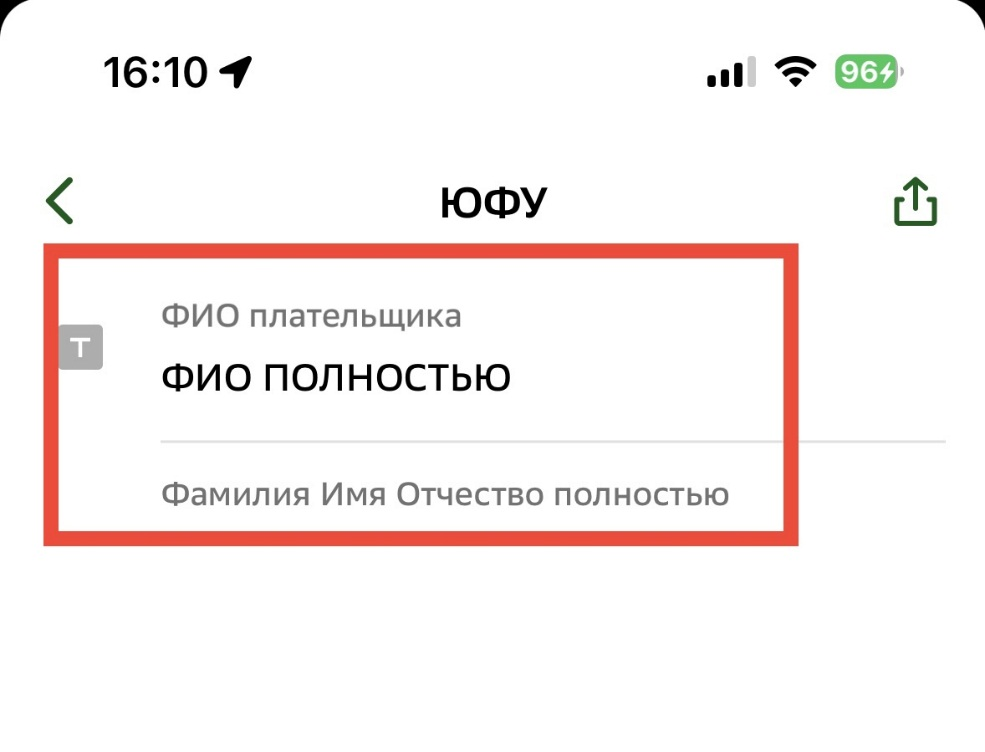 16:10
96
ЮФУ
ФИО плательщика
T
ФИО ПОЛНОСТЬЮ
Фамилия Имя Отчество полностью